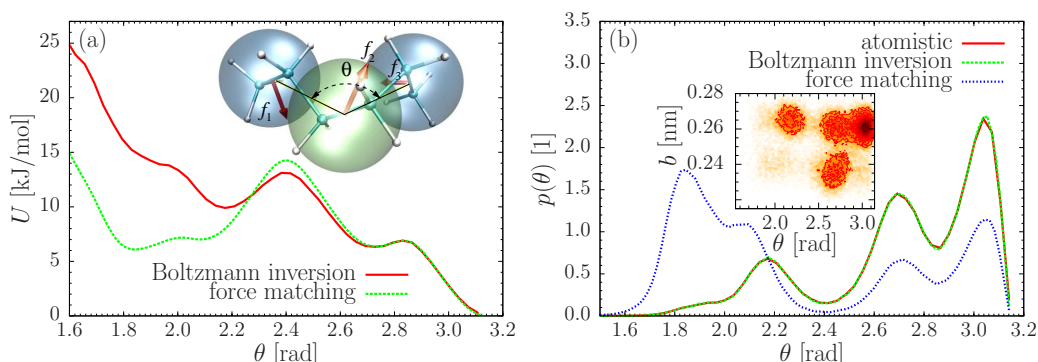 (a)
25
20
15
10
5
0
U [kJ/mol]
f1
θ
f2
f3
Boltzmann inversion
force matching
1.6 1.8 2.0 2.2 2.4 2.6 2.8 3.0 3.2
θ [rad]
(b)
3.5
3.0
2.5
2.0
1.5
1.0
0.5
0.0
p(θ) [1]
atomistic
Boltzmann inversion
force matching
0.28
0.26
0.24
b [nm]
1.8 2.2 2.6 3.0
θ [rad]
1.6 1.8 2.0 2.2 2.4 2.6 2.8 3.0 3.2
θ [rad]